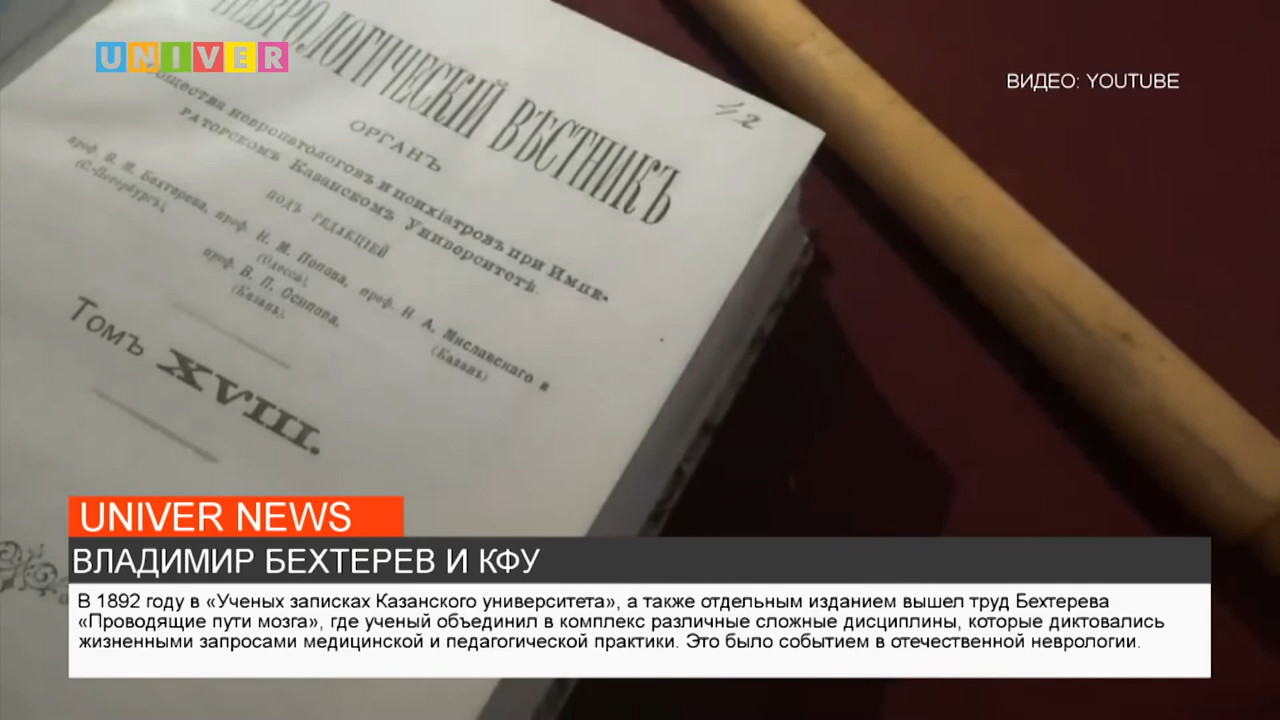 UNIVER
ВИДЕО: YOUTUBE
НЕВРОЛОГИЧЕСКІЙ ВѢСТНИКЪ
42
ОРГАНЪ
Общества невропатологовъ и психіатровъ при Импе-
РАТОРСКОМЪ Казанскомъ Университетѣ.
ПОДЪ РЕДАКЦІЕЙ
проф. В. М. Бехтерева, проф. Н. М. Попова, проф. Н. А. Миславскаго и
(С.-Петербургъ), (Одесса), (Казань)
проф. В. П. Осипова,
(Казань).
Томъ XVIII.
UNIVER NEWS
ВЛАДИМИР БЕХТЕРЕВ И КФУ
В 1892 году в «Ученых записках Казанского университета», а также отдельным изданием вышел труд Бехтерева
«Проводящие пути мозга», где ученый объединил в комплекс различные сложные дисциплины, которые диктовались
жизненными запросами медицинской и педагогической практики. Это было событием в отечественной неврологии.